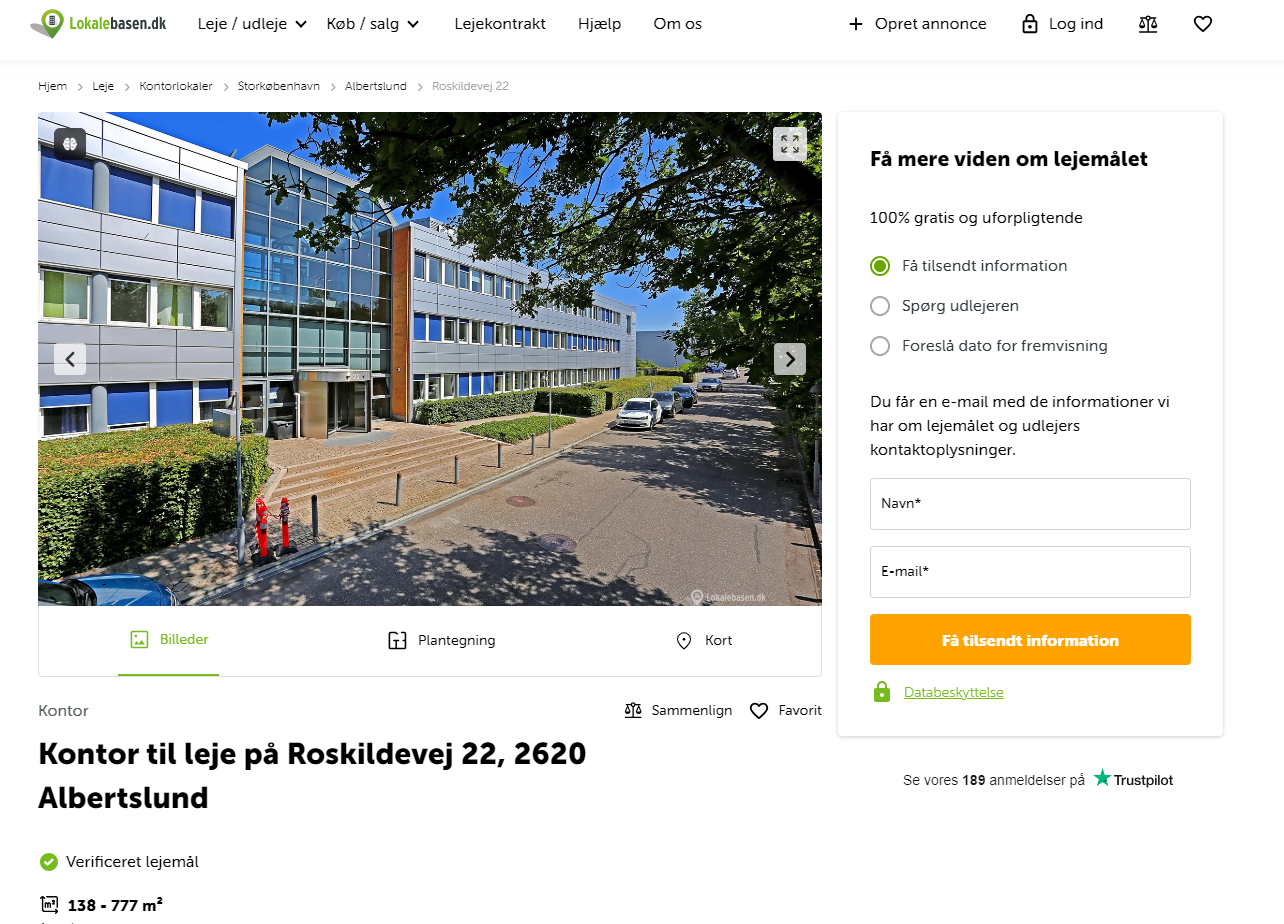 Lokalebasen.dk
Leje / udleje
Køb / salg
Lejekontrakt
Hjælp
Om os
Opret annonce
Log ind
Hjem > Leje > Kontorlokaler > Storkøbenhavn > Albertslund > Roskildevej 22
Lokalebasen.dk
Billeder
Plantegning
Kort
Kontor
Sammenlign
Favorit
Kontor til leje på Roskildevej 22, 2620
Albertslund
Verificeret lejemål
m²
138 - 777 m²
Få mere viden om lejemålet
100% gratis og uforpligtende
Få tilsendt information
Spørg udlejeren
Foreslå dato for fremvisning
Du får en e-mail med de informationer vi
har om lejemålet og udlejers
kontaktoplysninger.
Navn*
E-mail*
Få tilsendt information
Databeskyttelse
Se vores 189 anmeldelser på Trustpilot